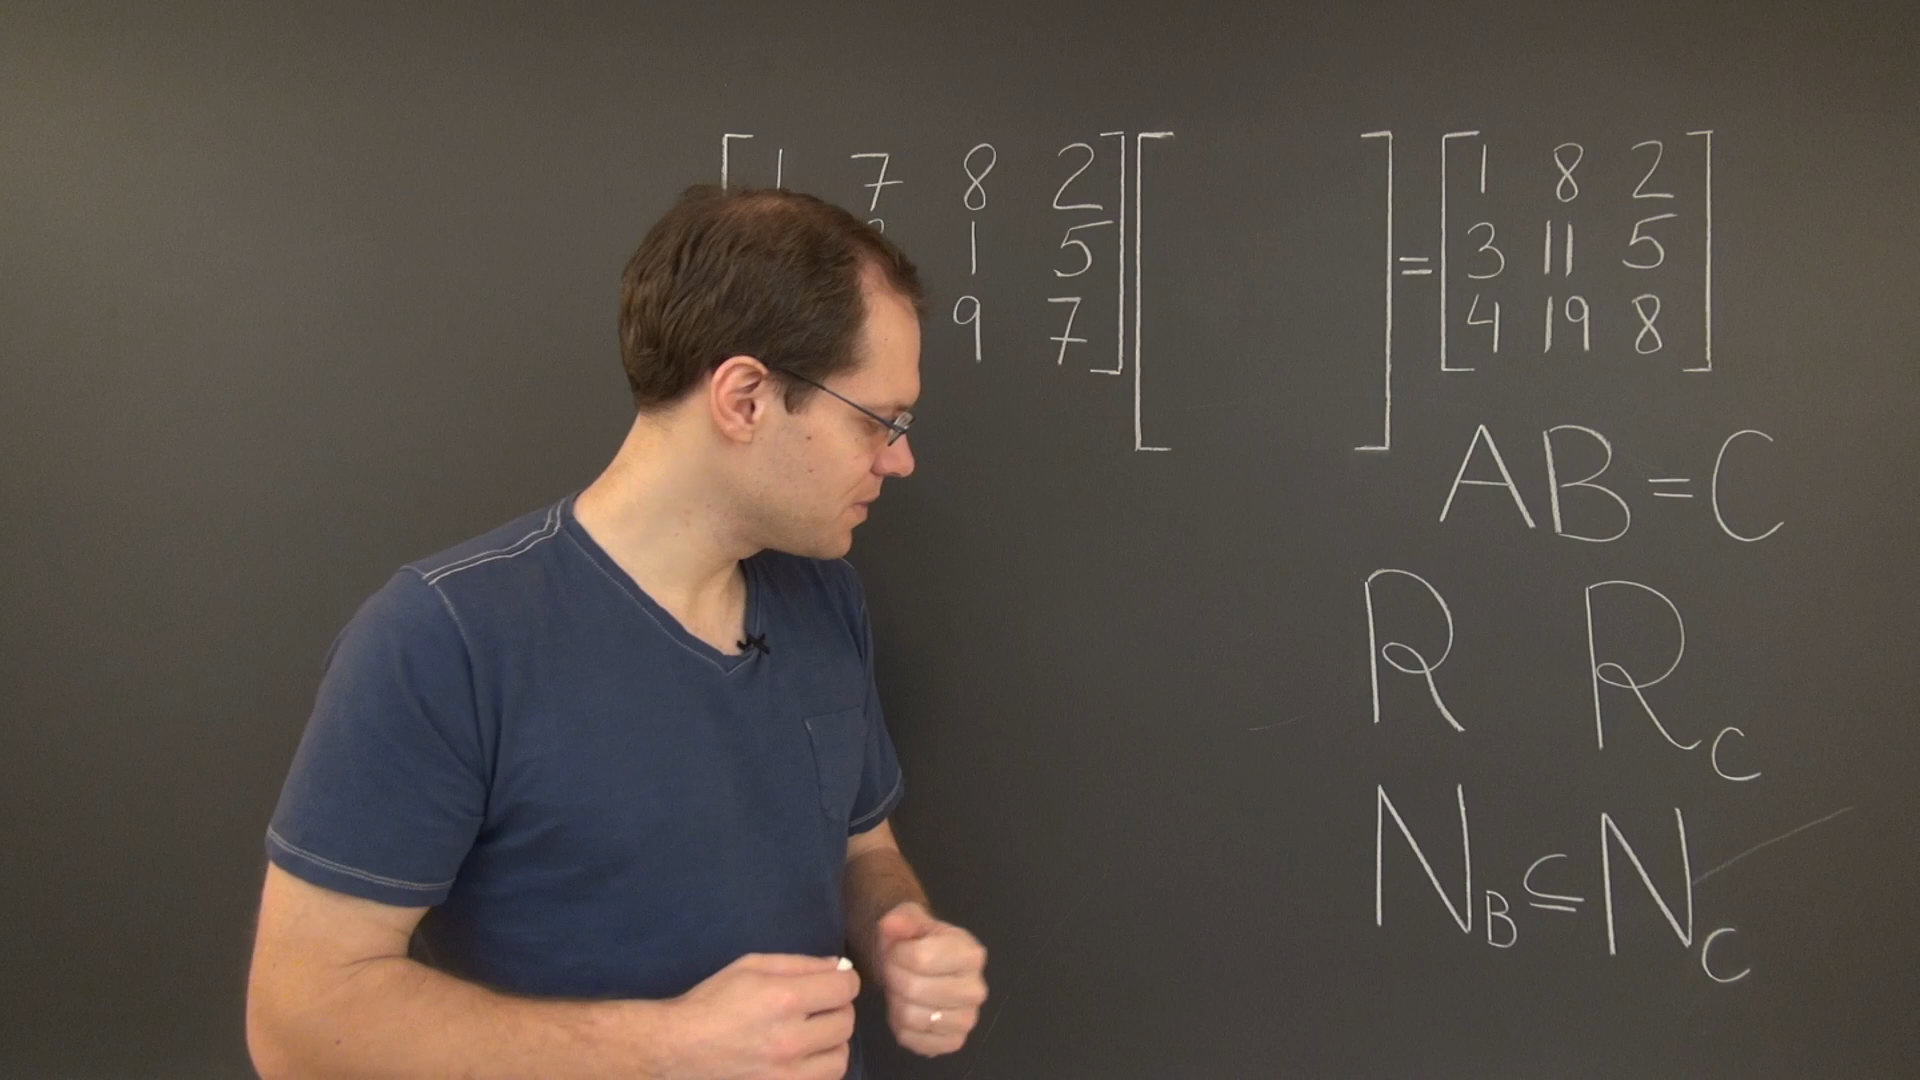 [1 7 8 2][ ] = [1 8 2]
1 5 3 11 5
9 7 4 19 8
AB=C
R R_C
N_B ⊆ N_C